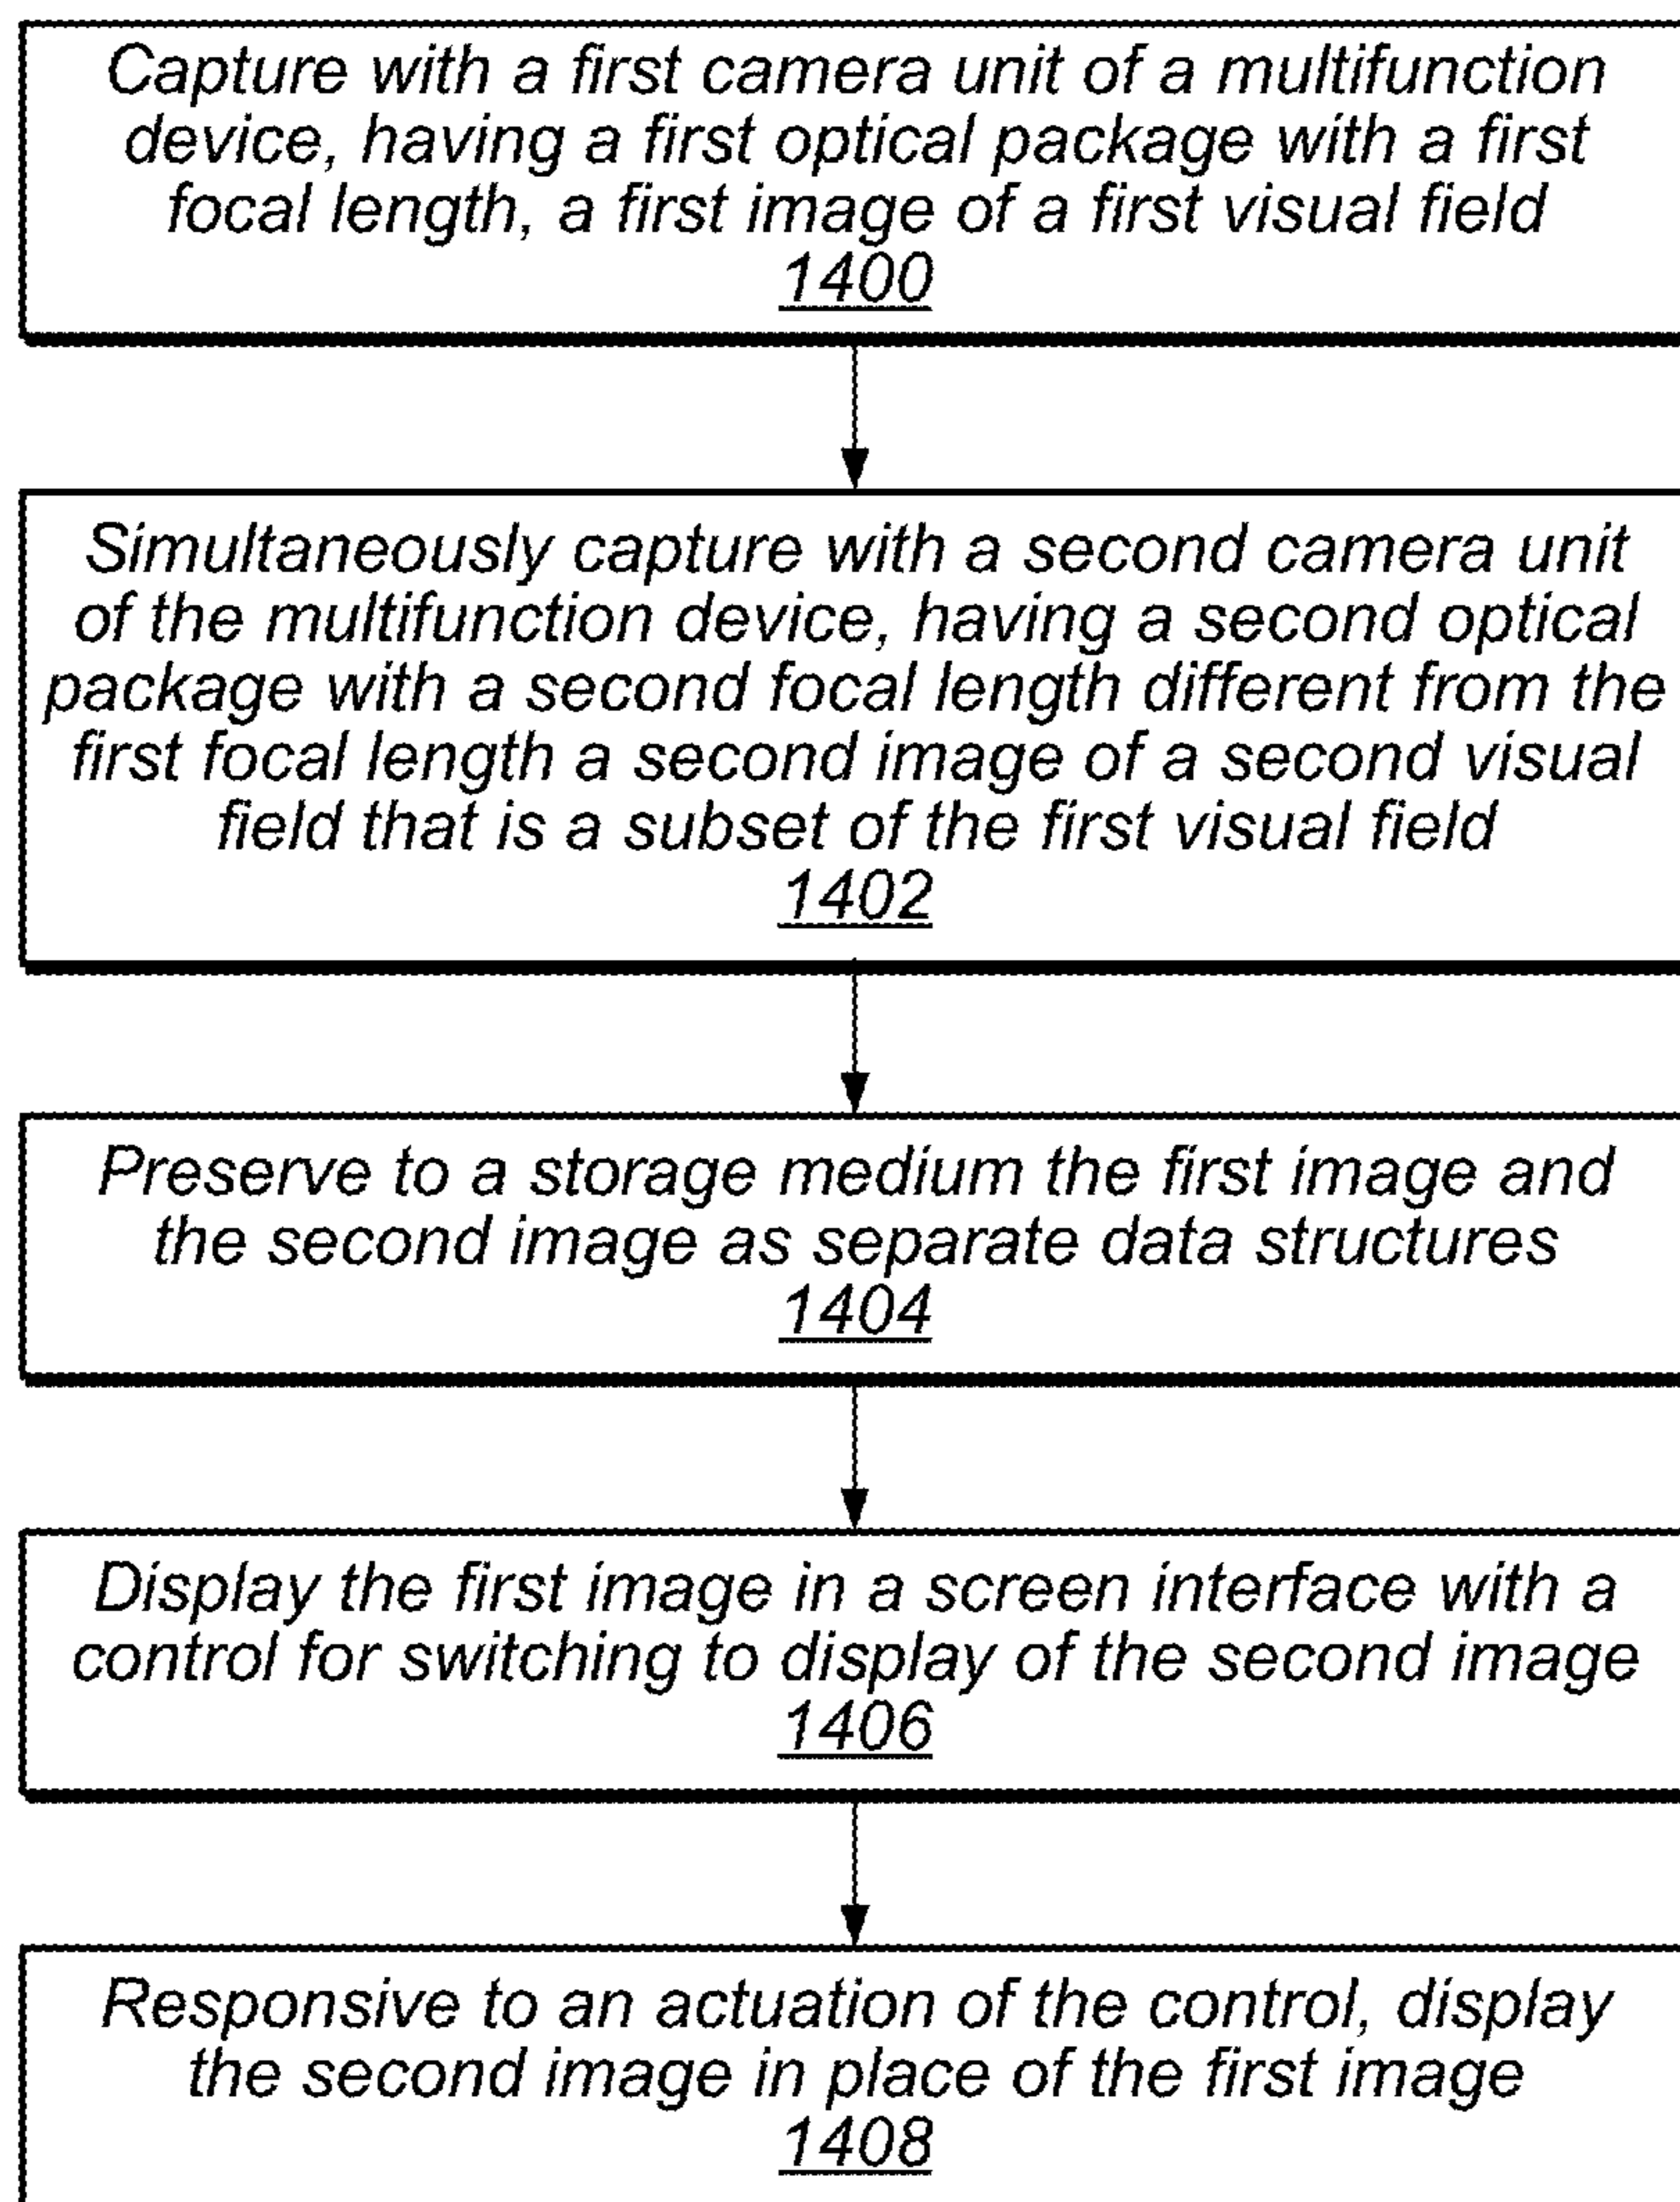 Capture with a first camera unit of a multifunction
device, having a first optical package with a first
focal length, a first image of a first visual field
1400
Simultaneously capture with a second camera unit
of the multifunction device, having a second optical
package with a second focal length different from the
first focal length a second image of a second visual
field that is a subset of the first visual field
1402
Preserve to a storage medium the first image and
the second image as separate data structures
1404
Display the first image in a screen interface with a
control for switching to display of the second image
1406
Responsive to an actuation of the control, display
the second image in place of the first image
1408